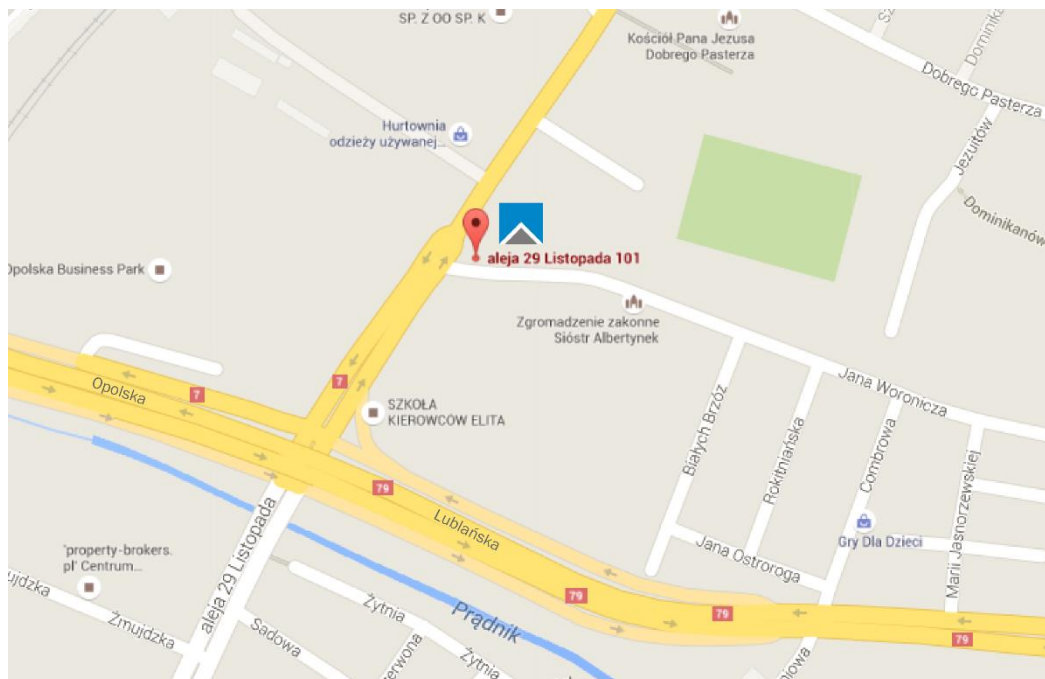 SP. Z OO SP. K
Kościół Pana Jezusa
Dobrego Pasterza
Dominika
Dobrego Pasterza
Jezuitów
Dominikanów
Hurtownia
odzieży używanej...
aleja 29 Listopada 101
Opolska Business Park
Zgromadzenie zakonne
Sióstr Albertynek
Jana Woronicza
7
7
Opolska
SZKOŁA
KIEROWCÓW ELITA
Białych Brzóz
Rokitniańska
Combrowa
Marii Jasnorzewskiej
79
Lublańska
Gry Dla Dzieci
Jana Ostroroga
aleja 29 Listopada
"property-brokers.
pl" Centrum...
ujdzka
Żmujdzka
Sadowa
Żytnia
erwona
Żytnia
Prądnik
79
79
79
niowa